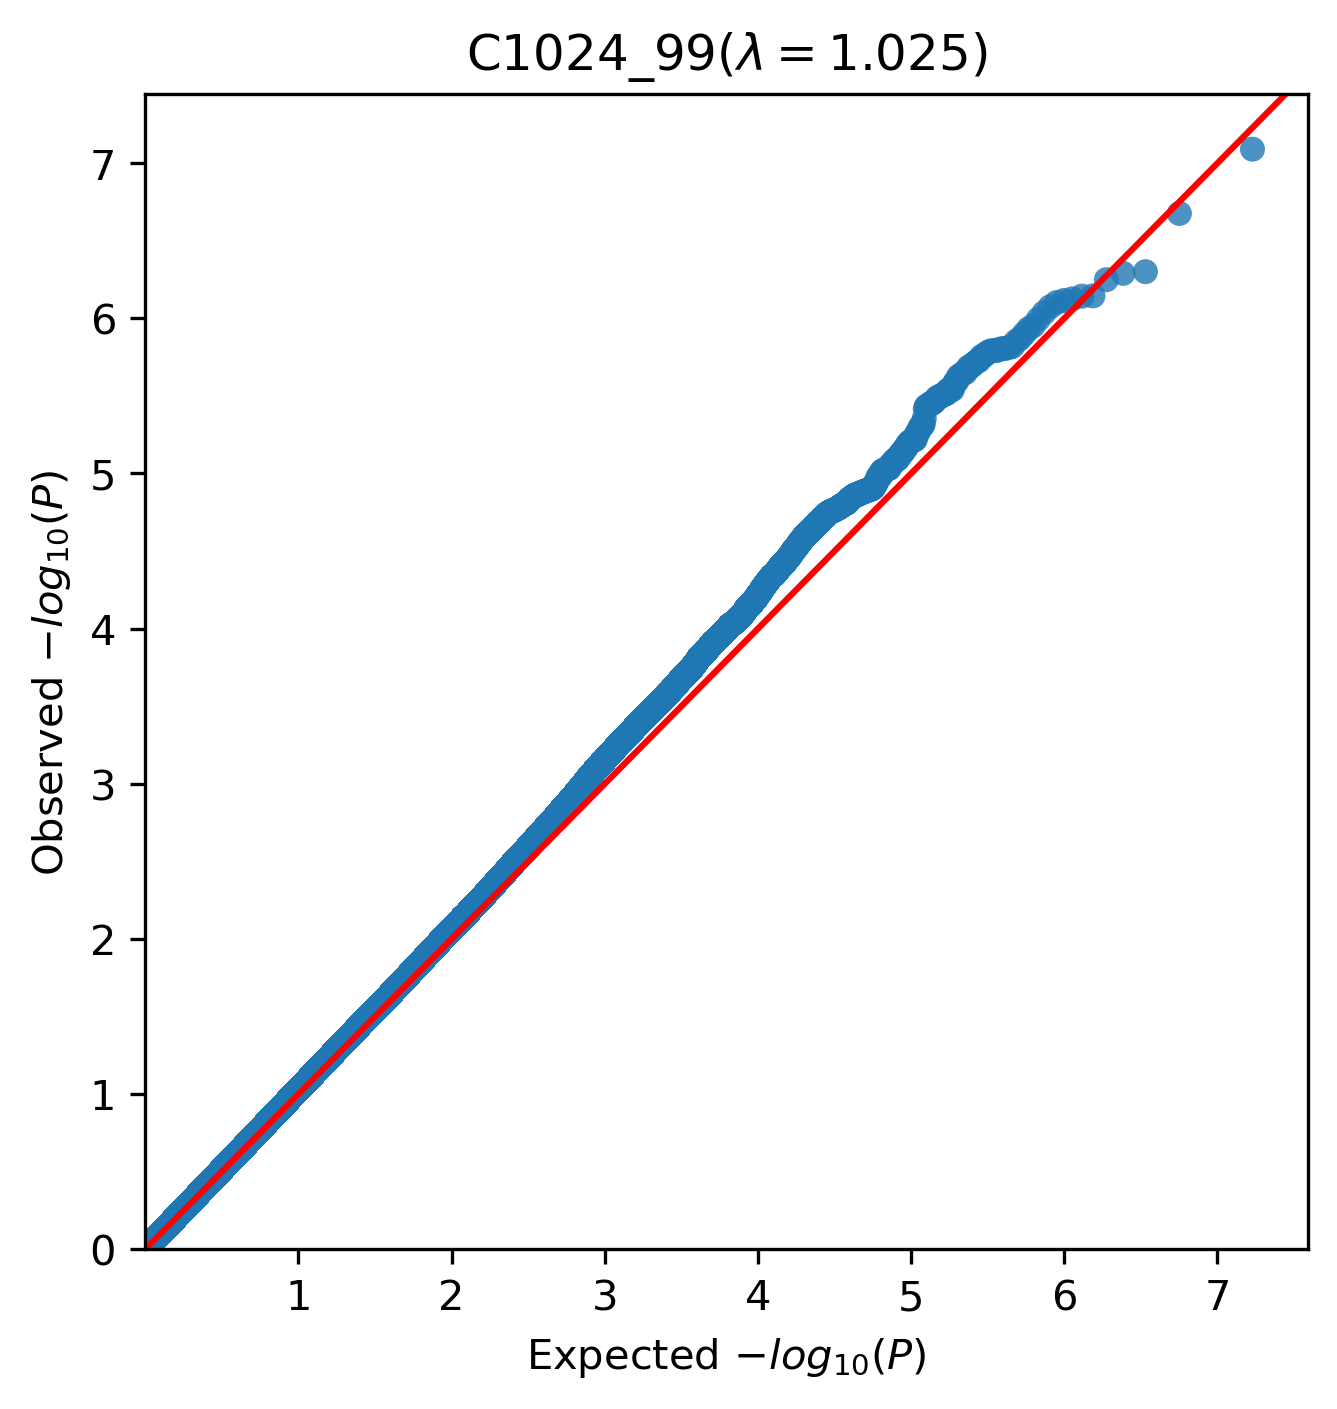 C1024_99(λ = 1.025)
Observed −log₁₀(P)
7
6
5
4
3
2
1
0
1 2 3 4 5 6 7
Expected −log₁₀(P)